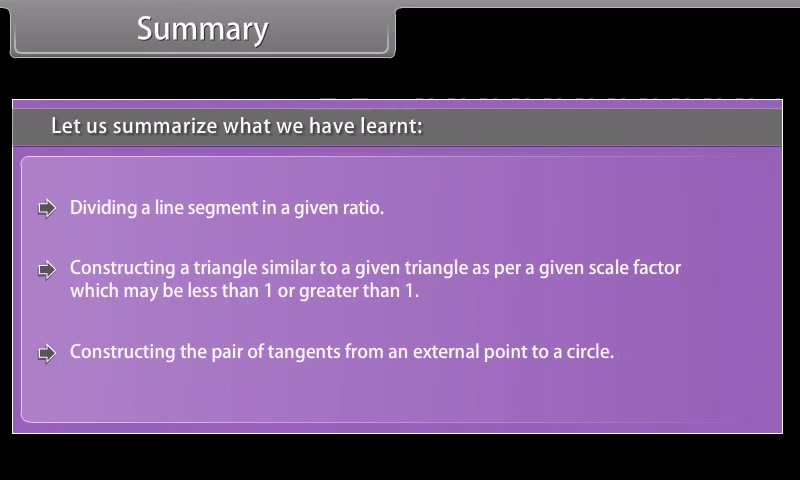 Summary
Let us summarize what we have learnt:
Dividing a line segment in a given ratio.
Constructing a triangle similar to a given triangle as per a given scale factor
which may be less than 1 or greater than 1.
Constructing the pair of tangents from an external point to a circle.